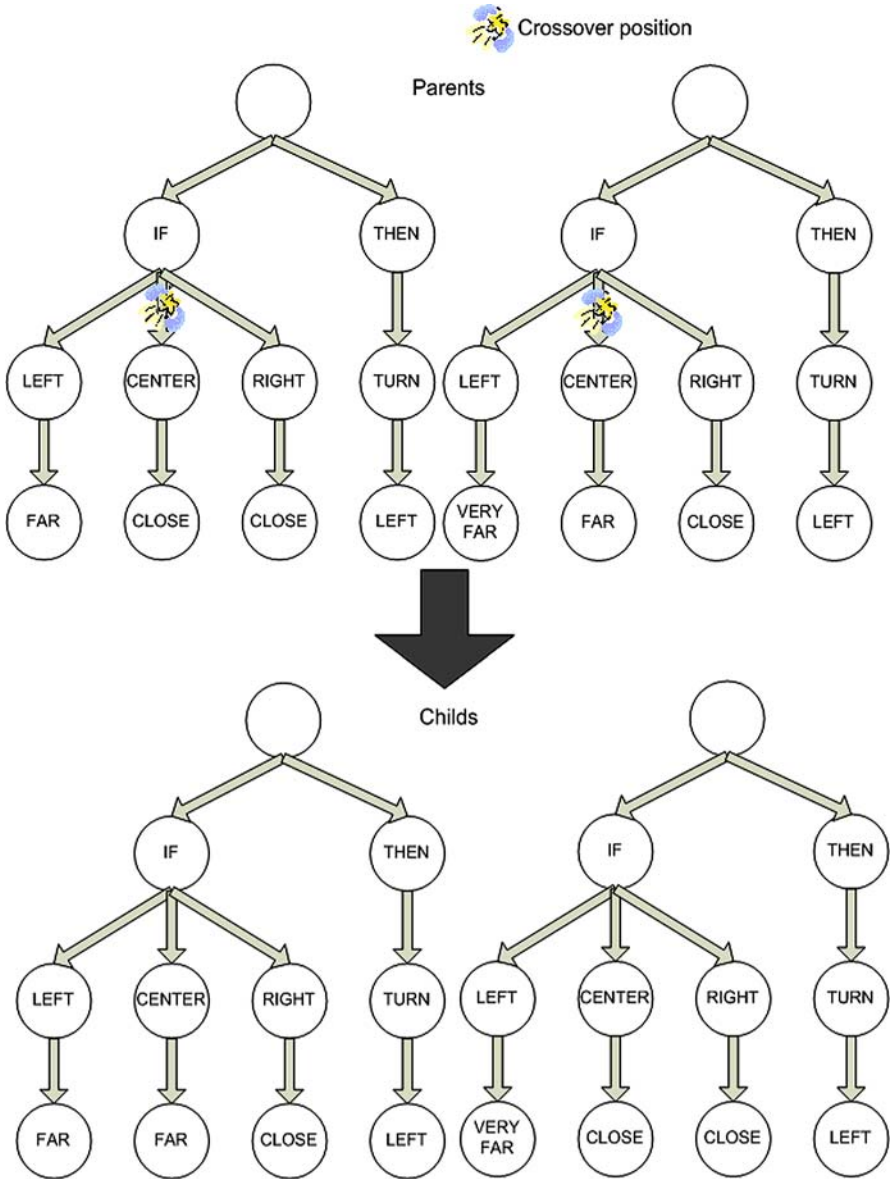 Crossover position
Parents
IF THEN IF THEN
LEFT CENTER RIGHT TURN LEFT CENTER RIGHT TURN
FAR CLOSE CLOSE LEFT VERY FAR FAR CLOSE LEFT
Childs
IF THEN IF THEN
LEFT CENTER RIGHT TURN LEFT CENTER RIGHT TURN
FAR FAR CLOSE LEFT VERY FAR CLOSE CLOSE LEFT